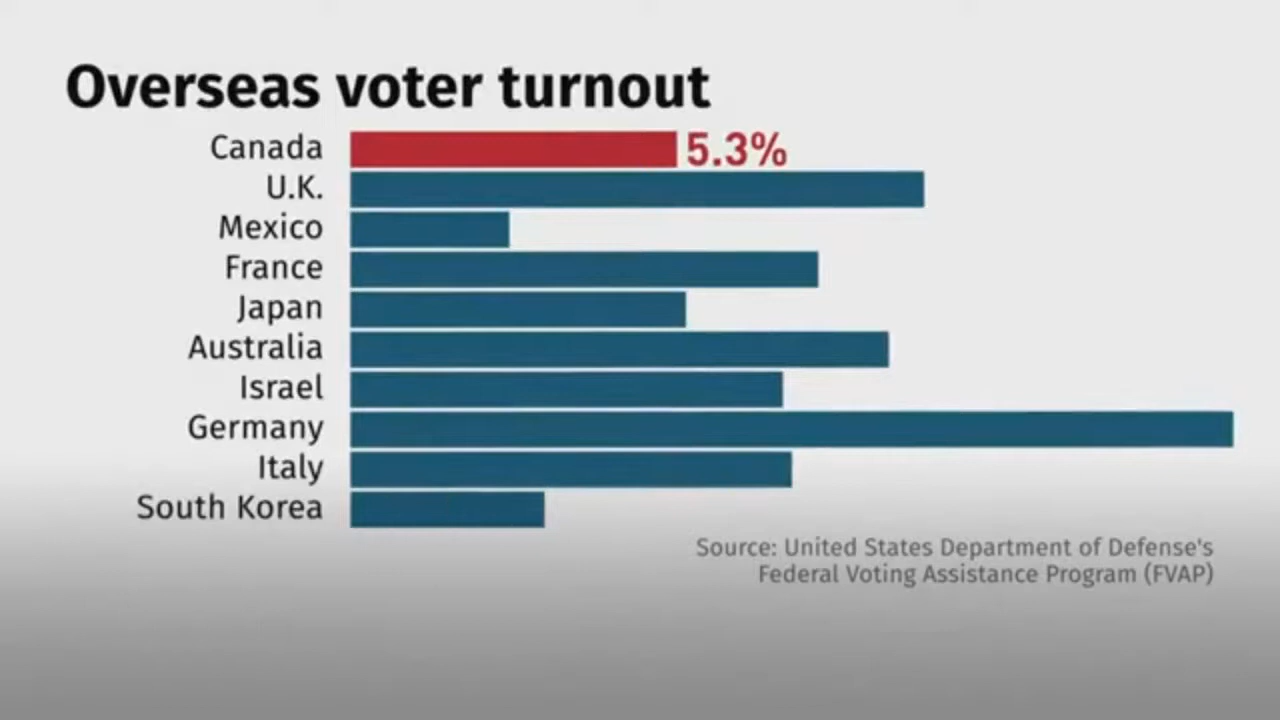 Overseas voter turnout
Canada 5.3%
U.K.
Mexico
France
Japan
Australia
Israel
Germany
Italy
South Korea
Source: United States Department of Defense's
Federal Voting Assistance Program (FVAP)